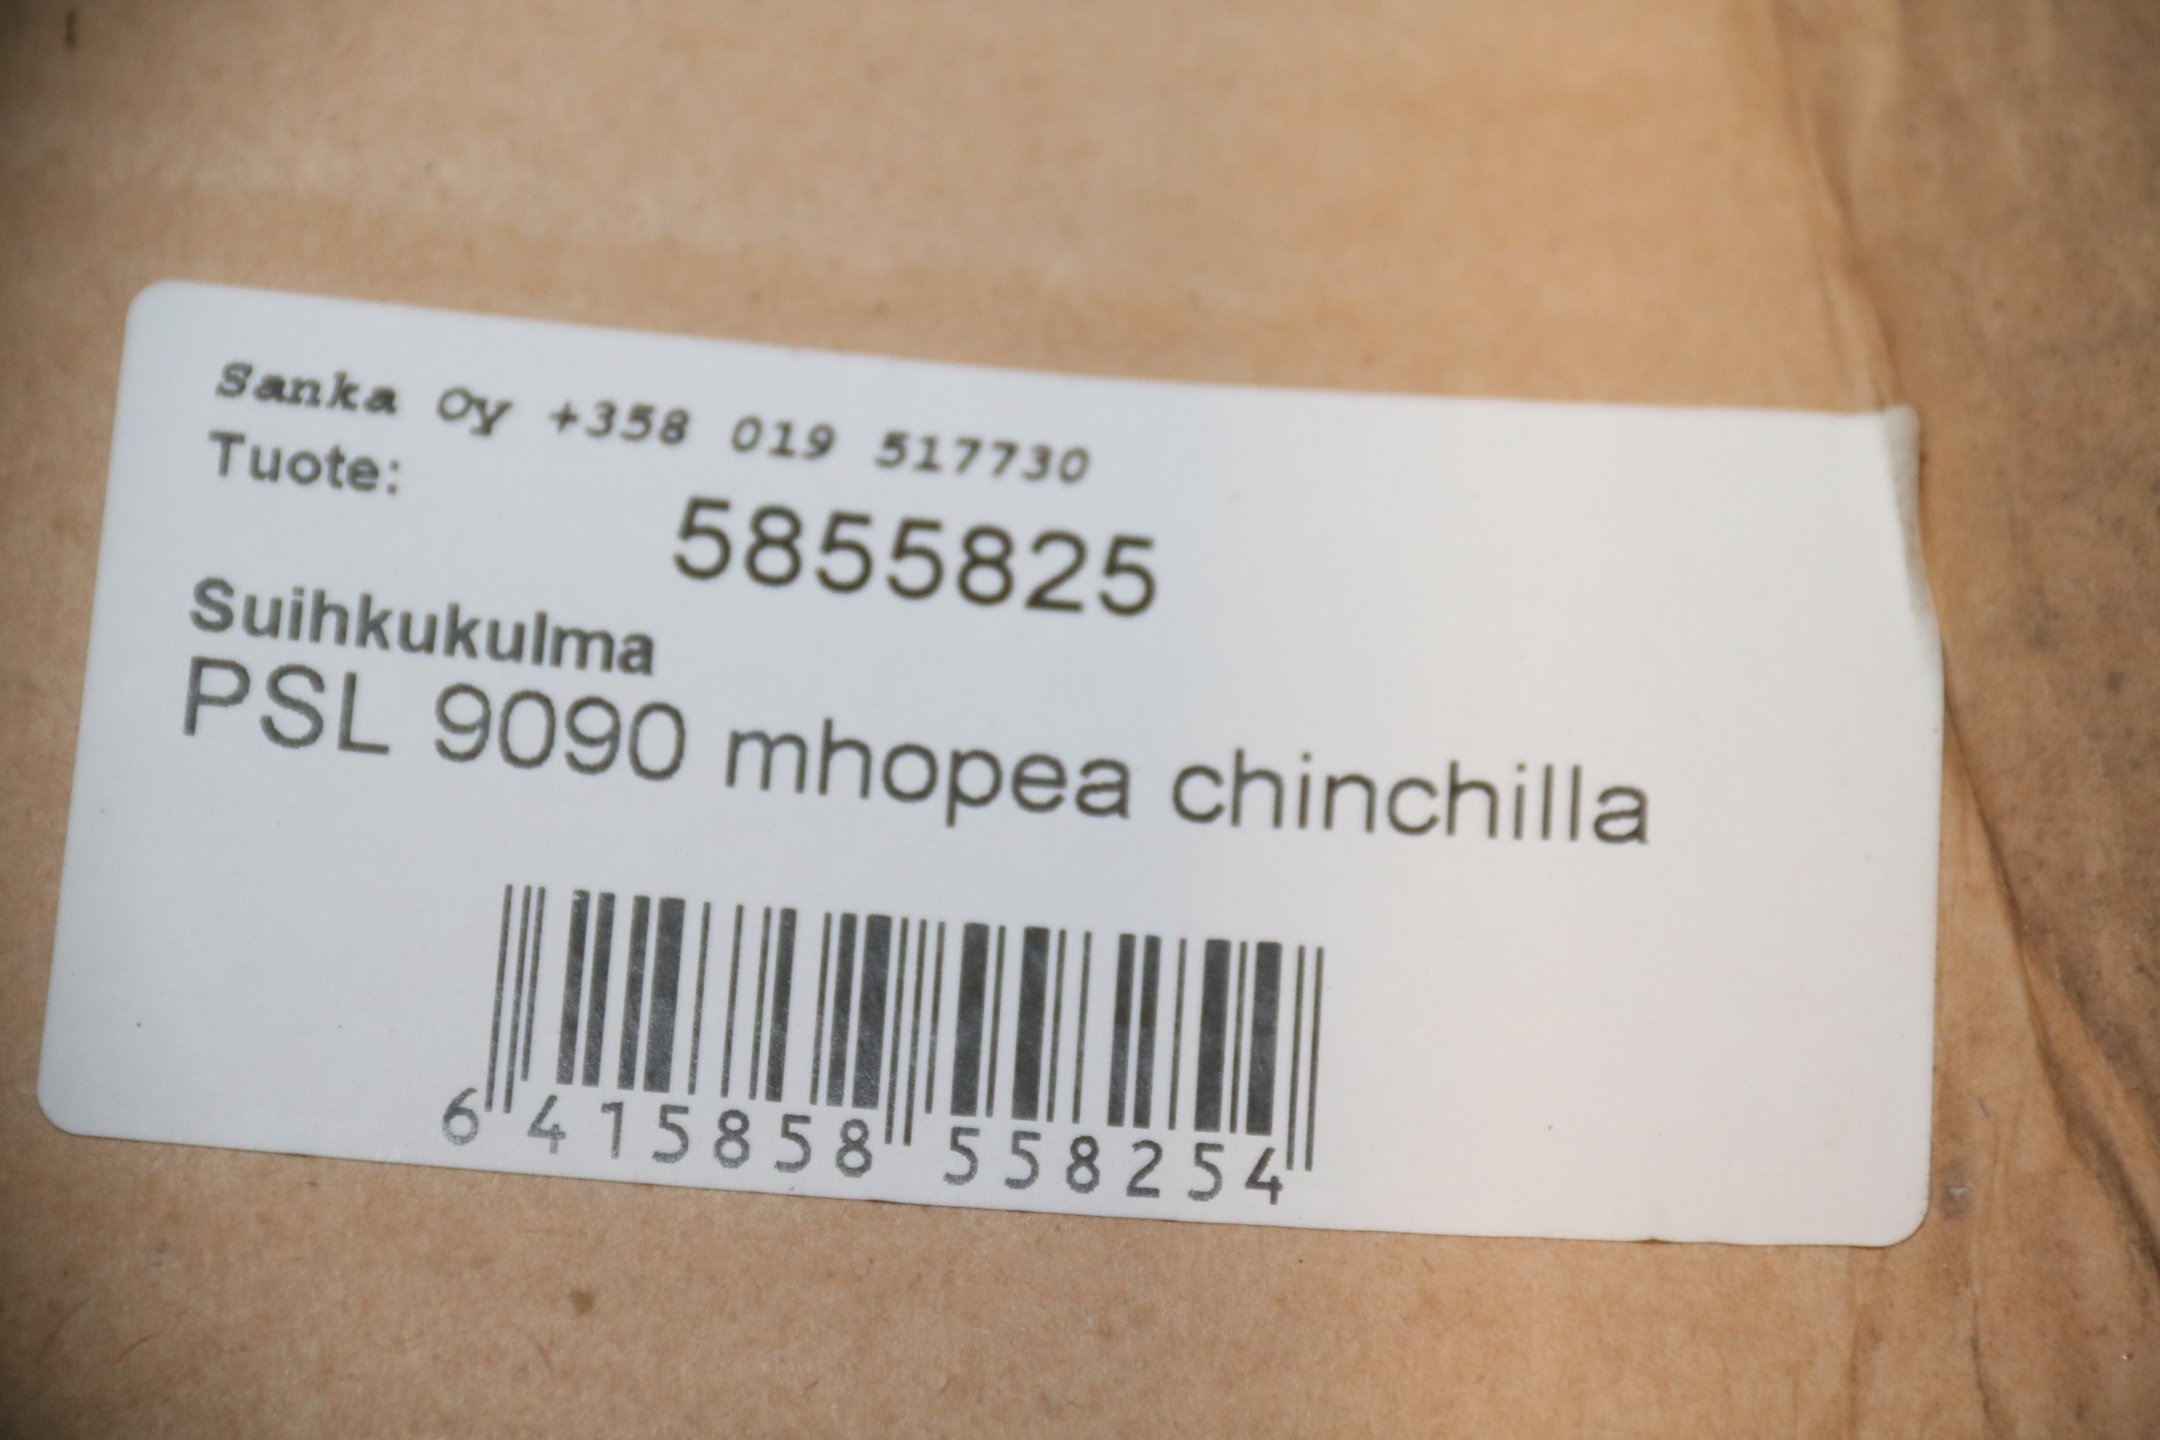 Sanka Oy +358 019 517730
Tuote:
5855825
Suihkukulma
PSL 9090 mhopea chinchilla
6 415858 558254